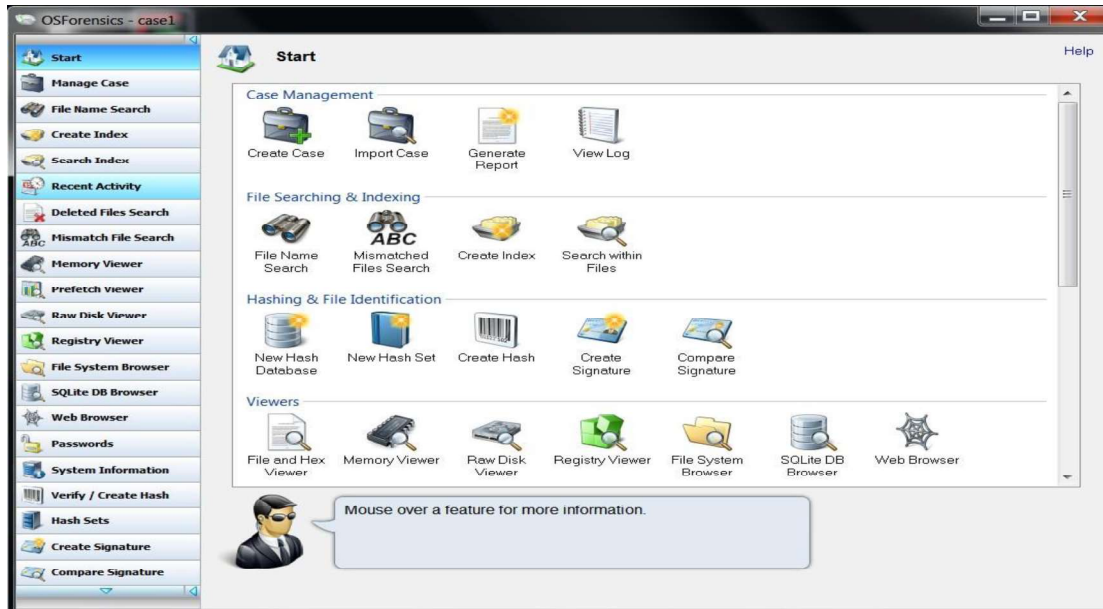 OSForensics - case1
Start
Manage Case
File Name Search
Create Index
Search Index
Recent Activity
Deleted Files Search
ABC Mismatch File Search
Memory Viewer
Prefetch Viewer
Raw Disk Viewer
Registry Viewer
File System Browser
SQLite DB Browser
Web Browser
Passwords
System Information
Verify / Create Hash
Hash Sets
Create Signature
Compare Signature
Start
Help
Case Management
Create Case
Import Case
Generate
Report
View Log
File Searching & Indexing
ABC
File Name
Search
Mismatched
Files Search
Create Index
Search within
Files
Hashing & File Identification
New Hash
Database
New Hash Set
Create Hash
Create
Signature
Compare
Signature
Viewers
File and Hex
Viewer
Memory Viewer
Raw Disk
Viewer
Registry Viewer
File System
Browser
SQLite DB
Browser
Web Browser
Mouse over a feature for more information.